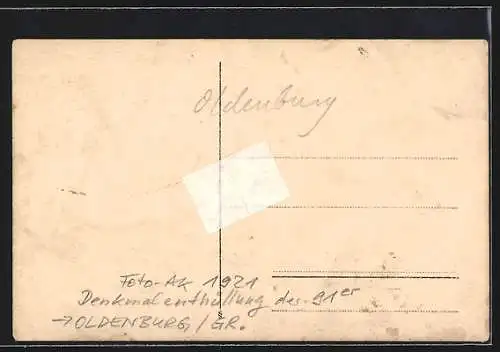 Oldenburg
Foto-AK 1921
Denkmalenthüllung des 91er
→OLDENBURG/GR.